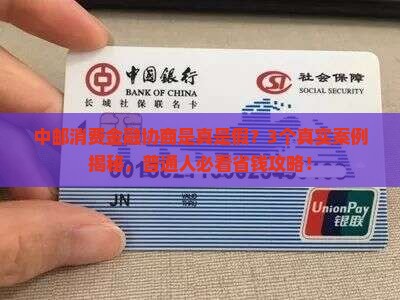 中国银行
BANK OF CHINA
社会保障
SOCIAL SECURITY
长城社保联名卡
中部消费金融协商是真是假？3个真实案例
揭秘，普通人必看省钱攻略！
JN
UnionPay
银联